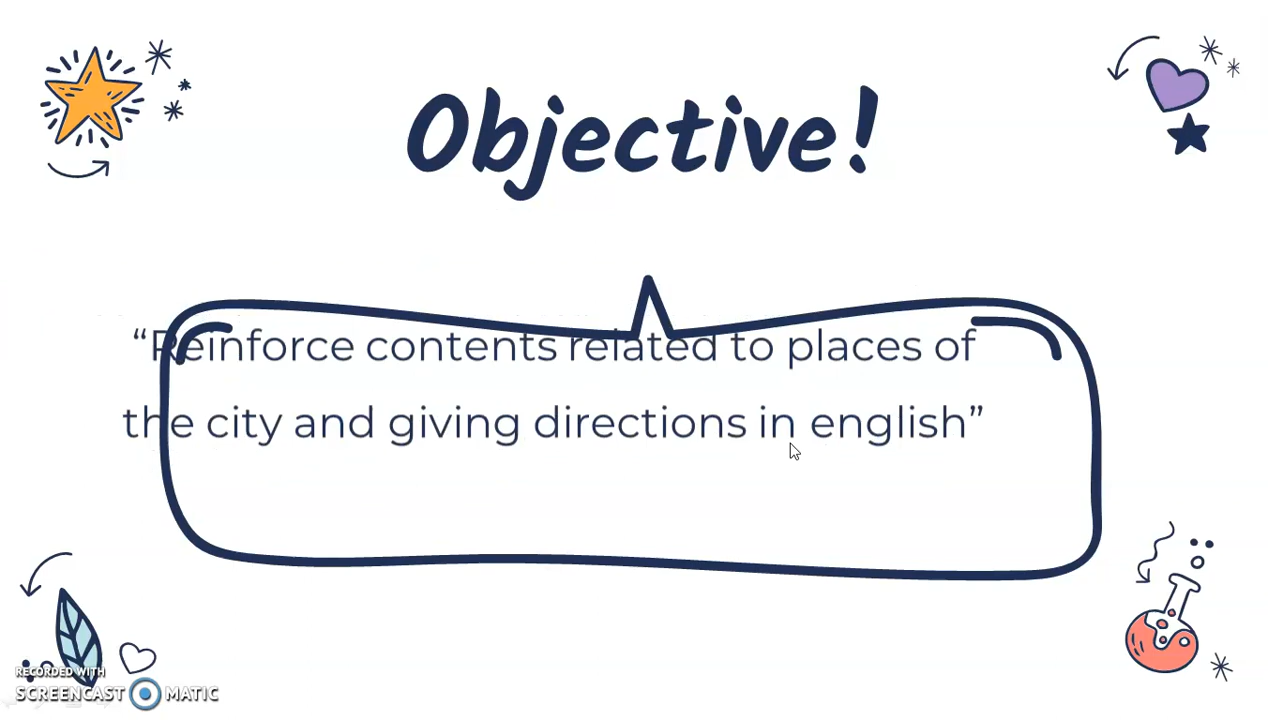 Objective!
“Reinforce contents related to places of
the city and giving directions in english”
RECORDED WITH
SCREENCAST MATIC